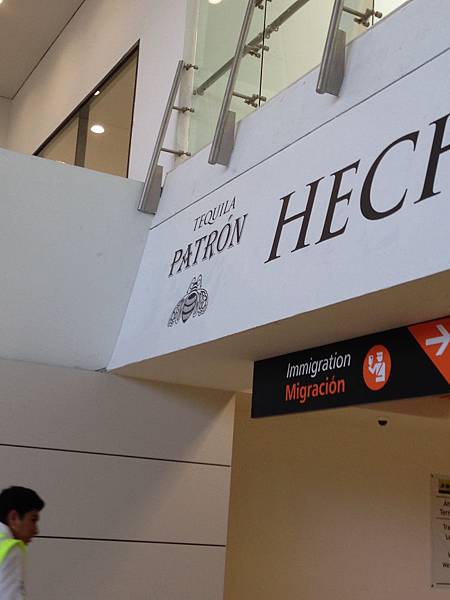 TEQUILA
PATRÓN
HECH
Immigration
Migración